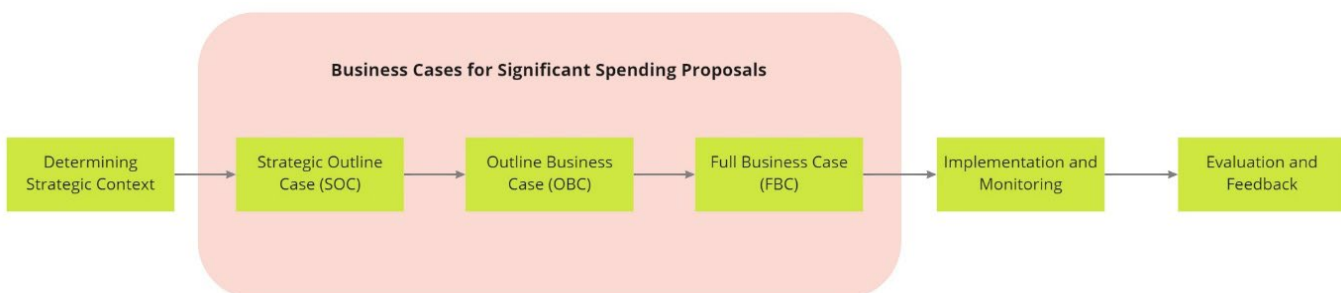 Business Cases for Significant Spending Proposals
Determining
Strategic Context
Strategic Outline
Case (SOC)
Outline Business
Case (OBC)
Full Business Case
(FBC)
Implementation and
Monitoring
Evaluation and
Feedback